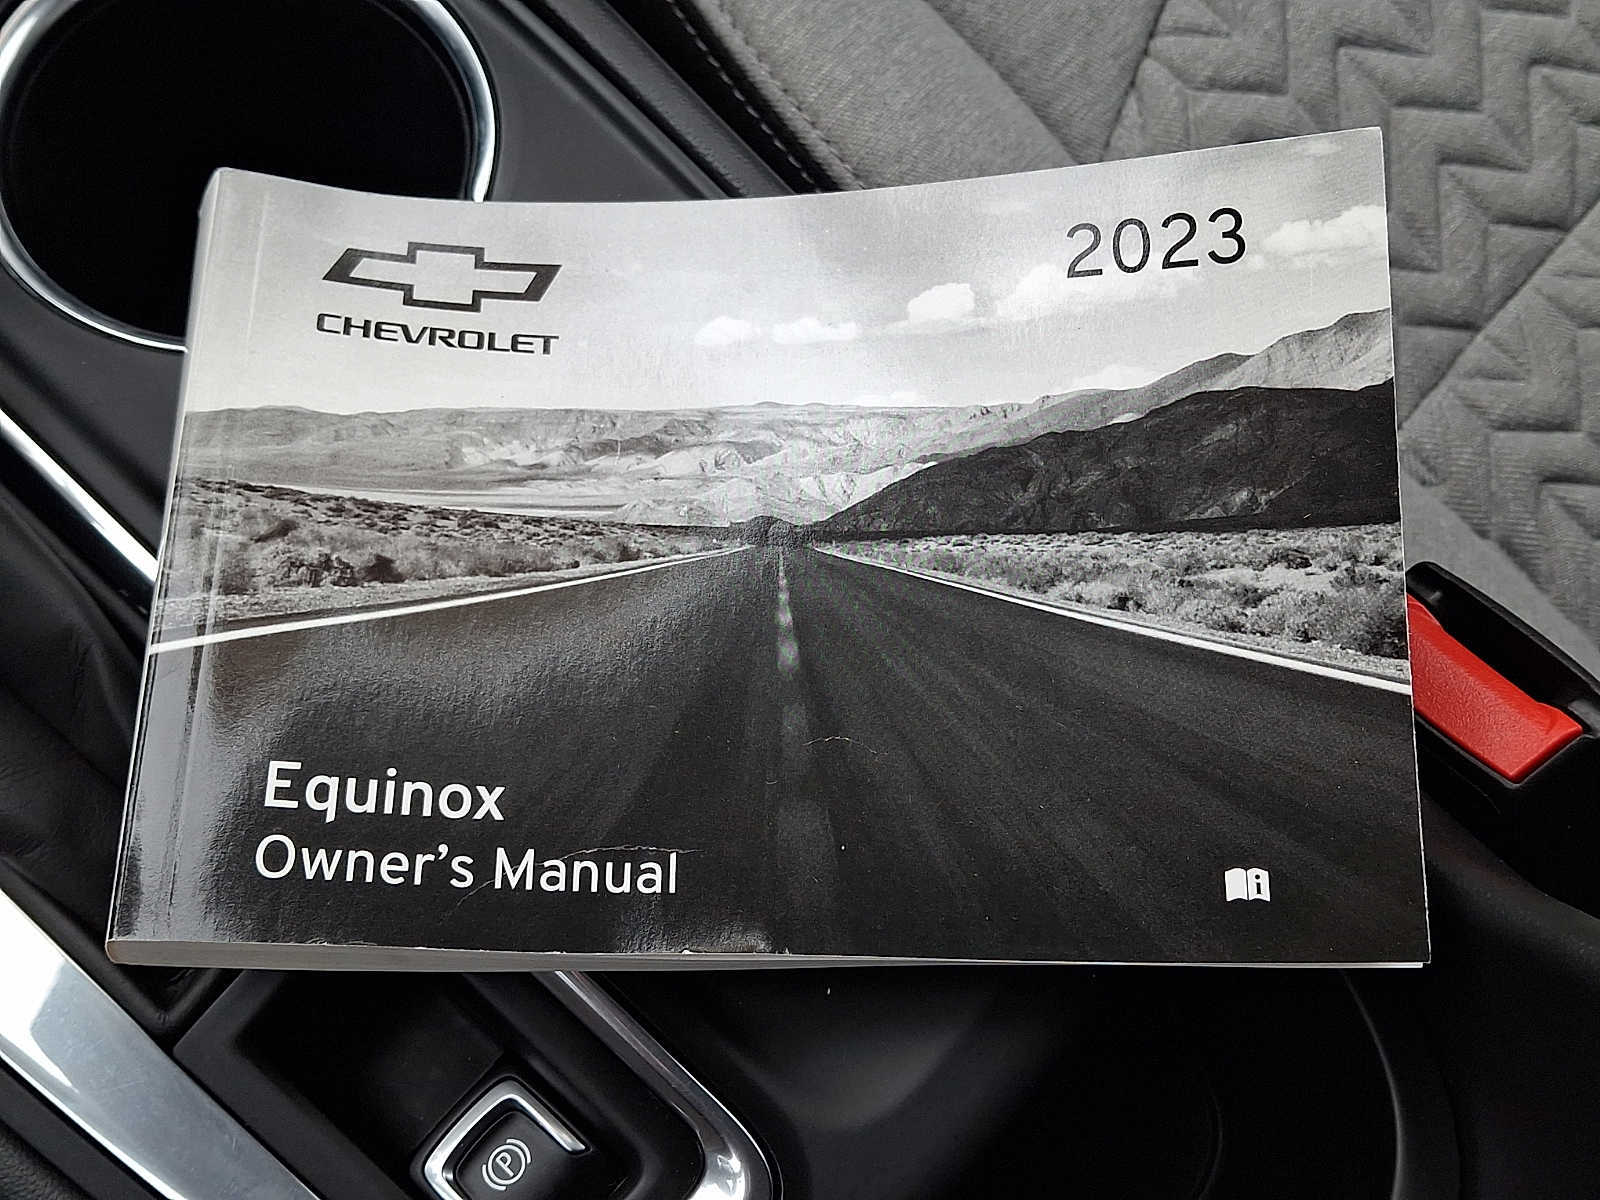 2023
CHEVROLET
Equinox
Owner's Manual
i
P